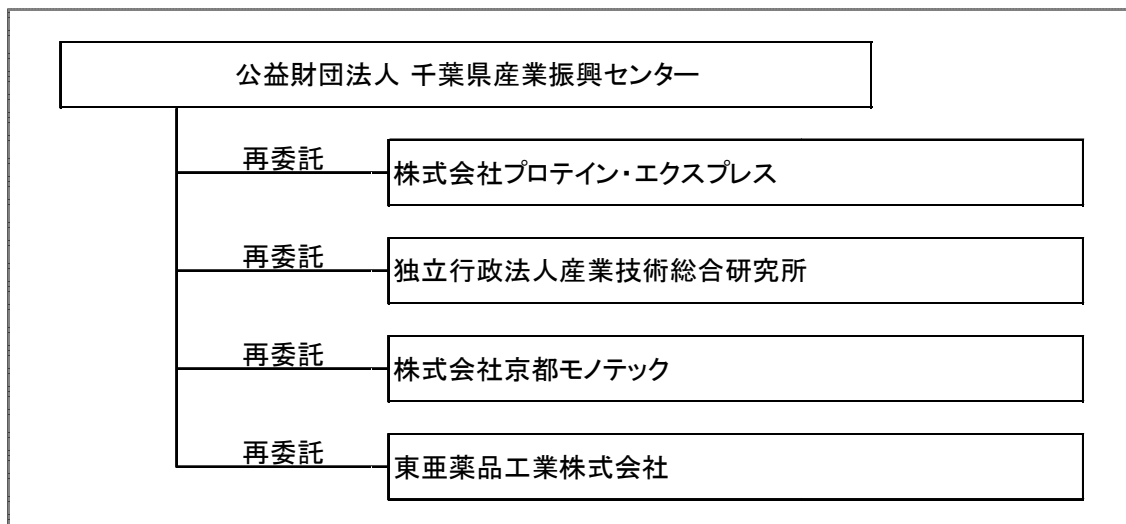 公益財団法人 千葉県産業振興センター
再委託
株式会社プロテイン・エクスプレス
再委託
独立行政法人産業技術総合研究所
再委託
株式会社京都モノテック
再委託
東亜薬品工業株式会社